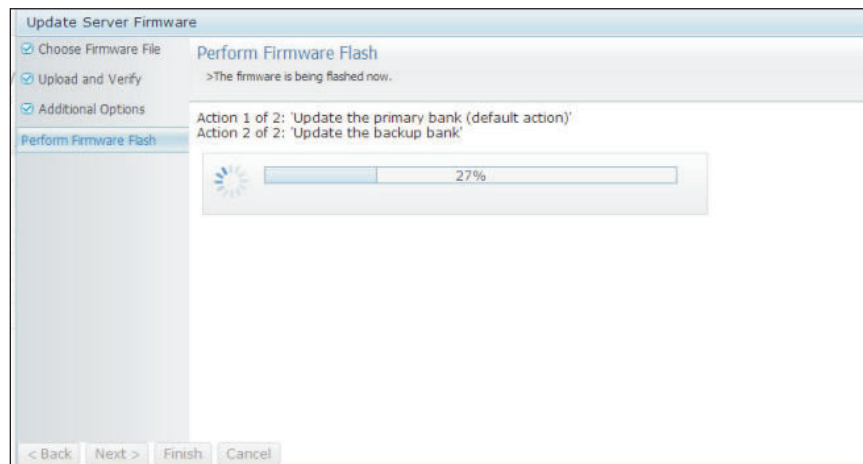 Update Server Firmware
Choose Firmware File
Upload and Verify
Additional Options
Perform Firmware Flash
Perform Firmware Flash
>The firmware is being flashed now.
Action 1 of 2: 'Update the primary bank (default action)'
Action 2 of 2: 'Update the backup bank'
27%
< Back
Next >
Finish
Cancel